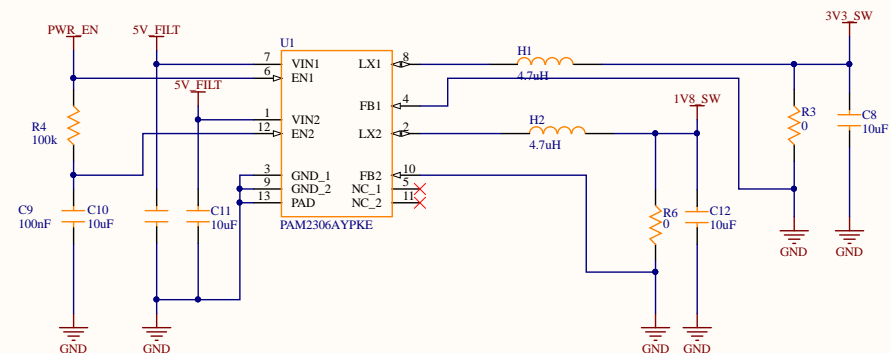 3V3_SW
PWR_EN
5V_FILT
U1
7 VIN1 LX1 8
H1
4.7uH
6 EN1
5V_FILT
FB1 4
1V8_SW
R3
0
C8
10uF
R4
100k
1 VIN2
12 EN2 LX2 2
H2
4.7uH
3 GND_1 FB2 10
9 GND_2 NC_1 5
13 PAD NC_2 11
C9
100nF
C10
10uF
C11
10uF
PAM2306AYPKE
R6
0
C12
10uF
GND
GND
GND
GND
GND
GND